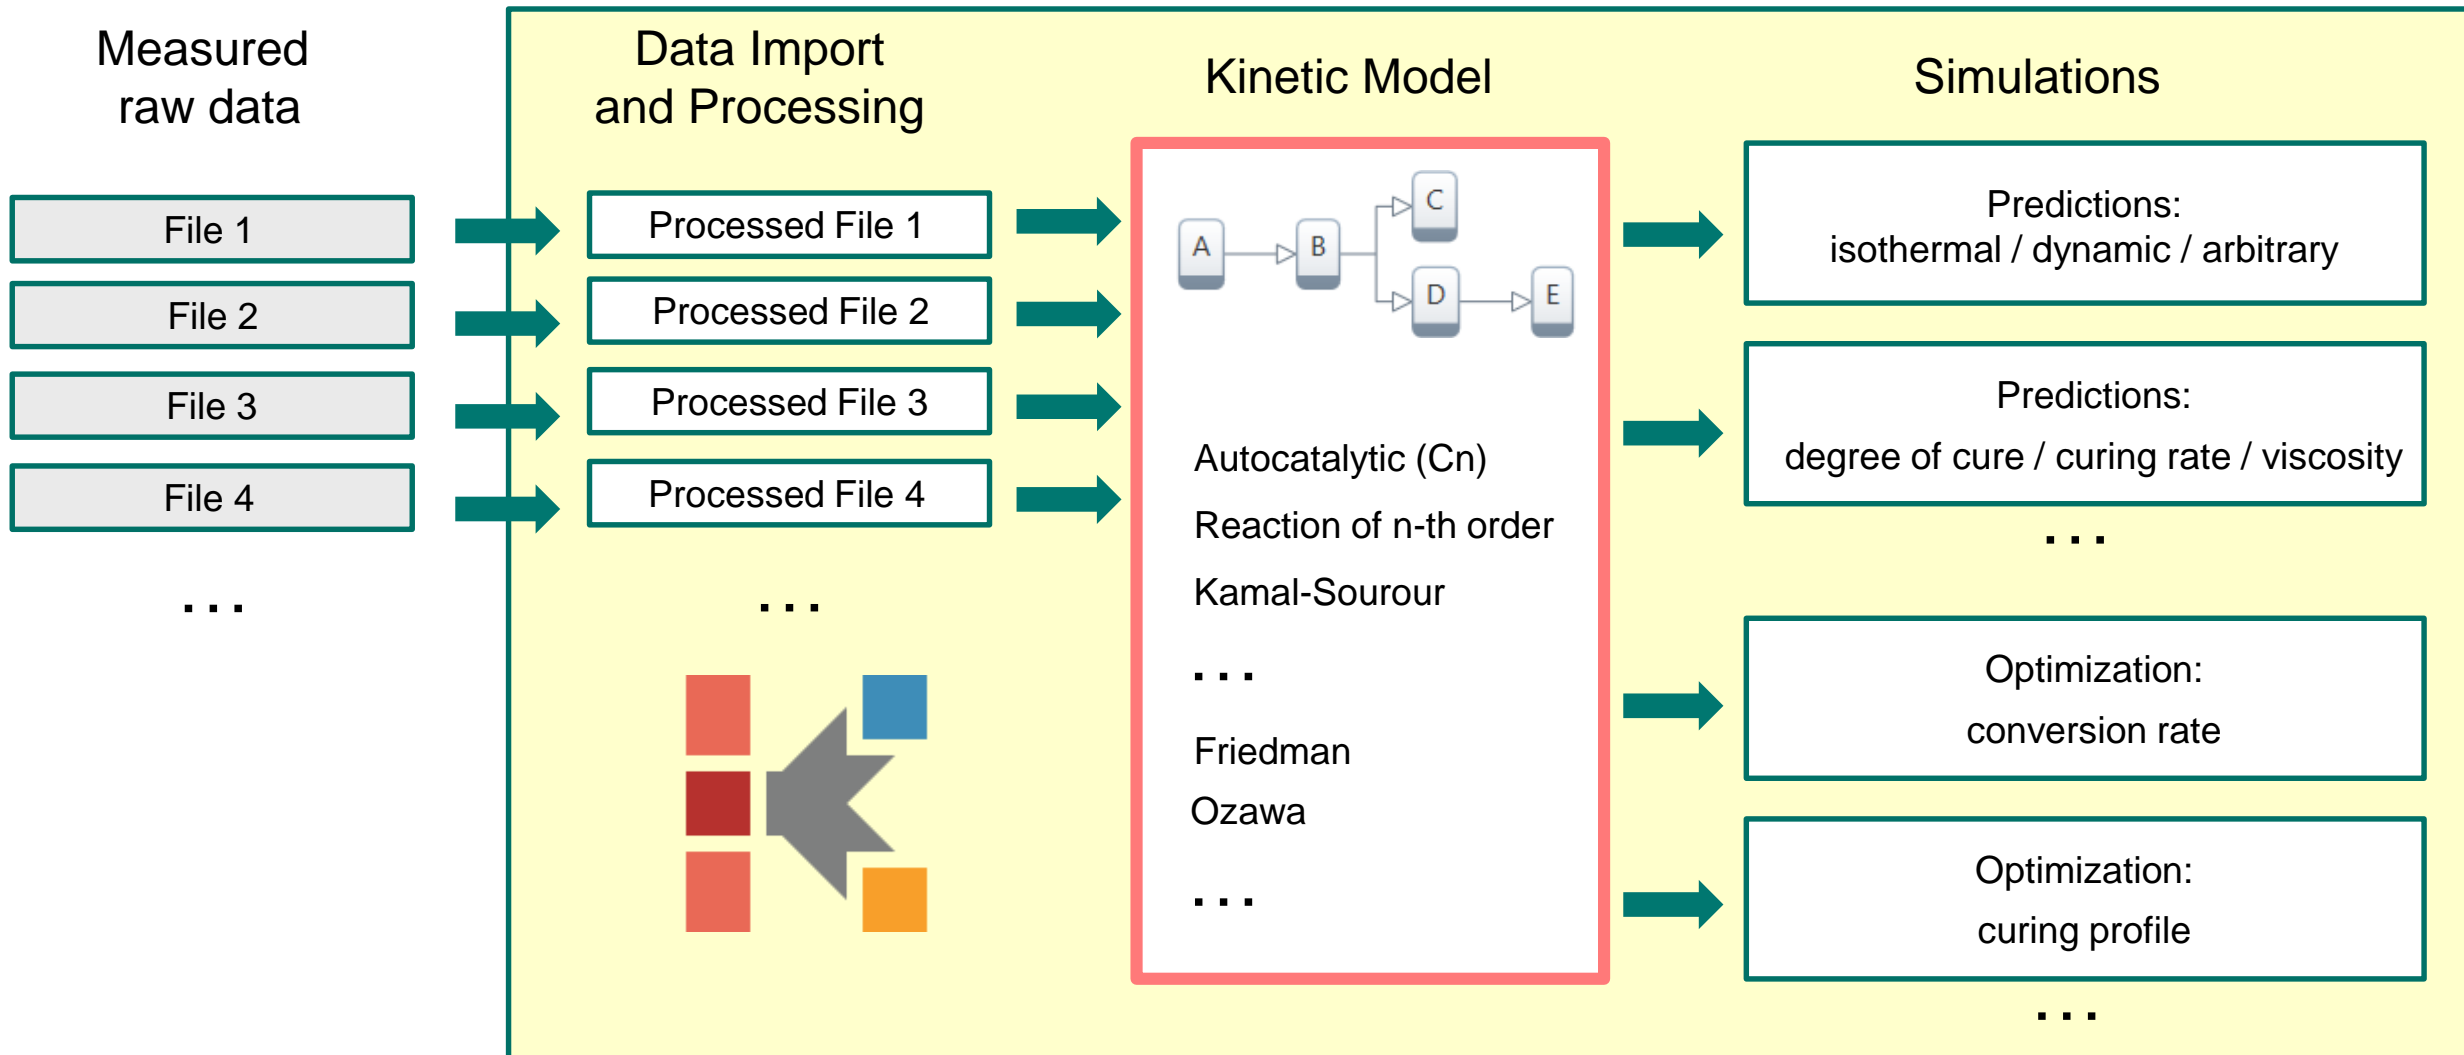 Measured
raw data
File 1
File 2
File 3
File 4
...
Data Import
and Processing
Processed File 1
Processed File 2
Processed File 3
Processed File 4
...
Kinetic Model
A
B
C
D
E
Autocatalytic (Cn)
Reaction of n-th order
Kamal-Sourour
...
Friedman
Ozawa
...
Simulations
Predictions:
isothermal / dynamic / arbitrary
Predictions:
degree of cure / curing rate / viscosity
...
Optimization:
conversion rate
Optimization:
curing profile
...